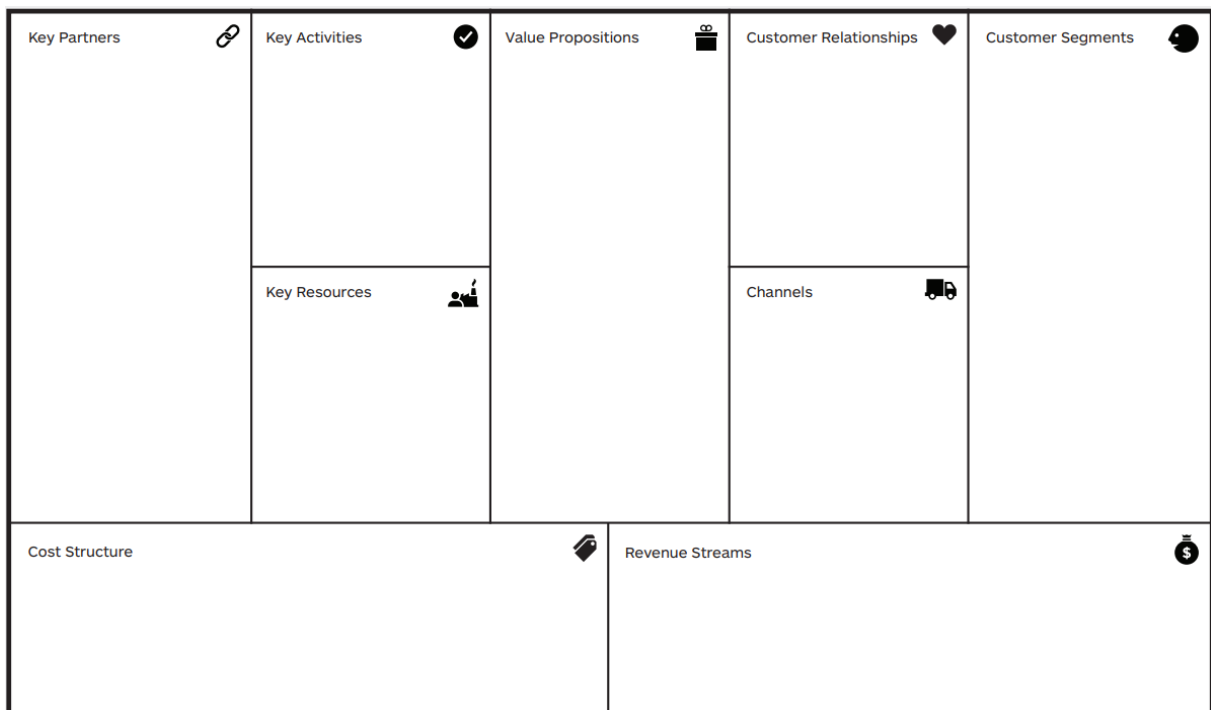 Key Partners
Key Activities
Value Propositions
Customer Relationships
Customer Segments
Key Resources
Channels
Cost Structure
Revenue Streams
$